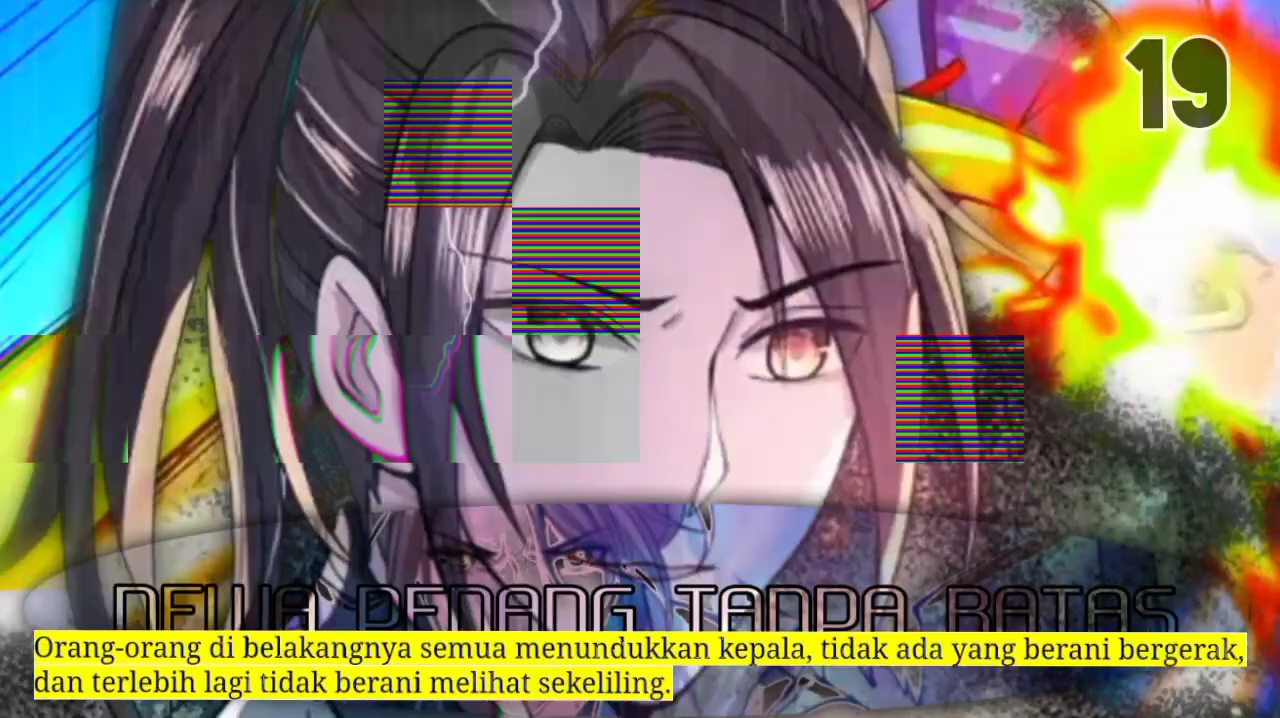 19
DEWA PEDANG TANPA BATAS
Orang-orang di belakangnya semua menundukkan kepala, tidak ada yang berani bergerak,
dan terlebih lagi tidak berani melihat sekeliling.